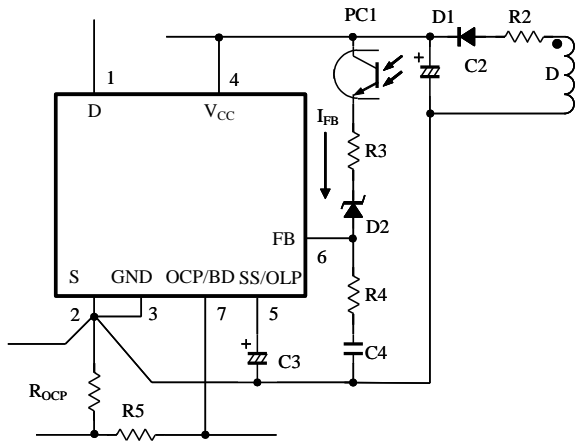 PC1
D1
R2
C2
D
1
4
D
VCC
IFB
R3
D2
FB
6
S
GND
OCP/BD
SS/OLP
2
3
7
5
R4
C3
C4
ROCP
R5
+
+